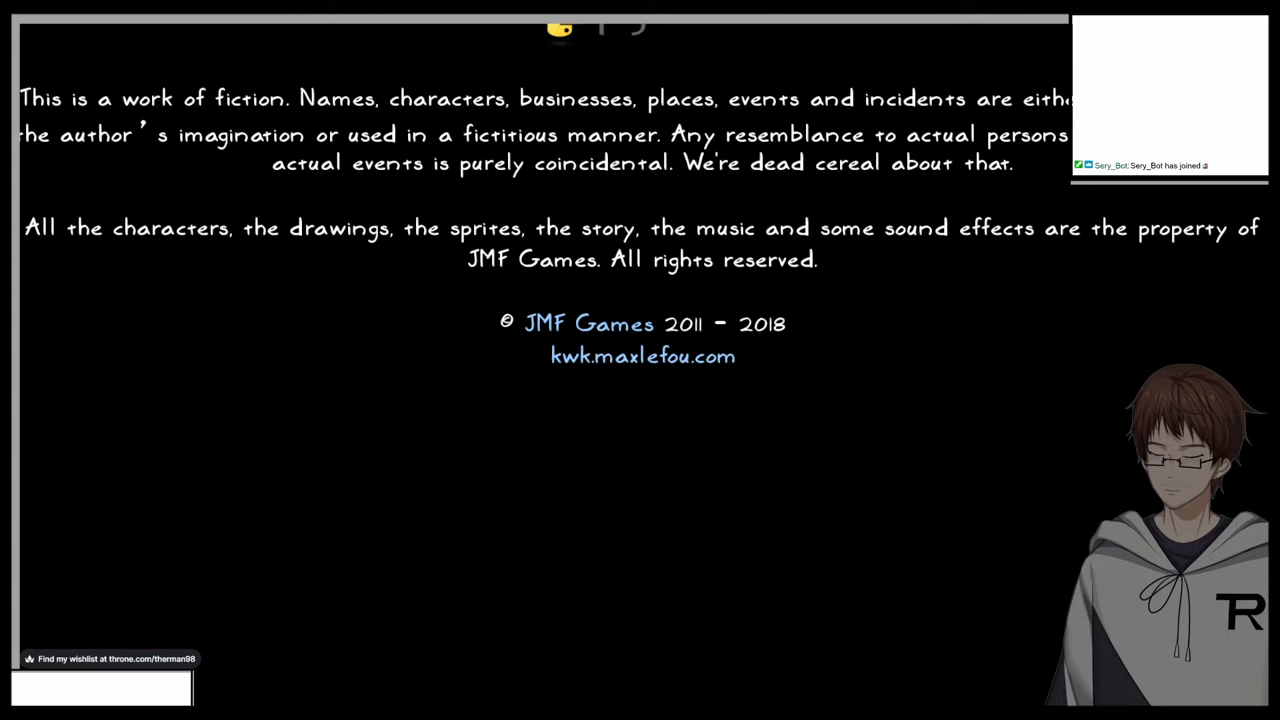 This is a work of fiction. Names, characters, businesses, places, events and incidents are
the author's imagination or used in a fictitious manner. Any resemblance to actual persons
actual events is purely coincidental. We're dead cereal about that.
Sery_Bot: Sery_Bot has joined
All the characters, the drawings, the sprites, the story, the music and some sound effects are the property of
JMF Games. All rights reserved.
© JMF Games 2011 - 2018
kwk.maxlefou.com
TR
Find my wishlist at throne.com/therman98